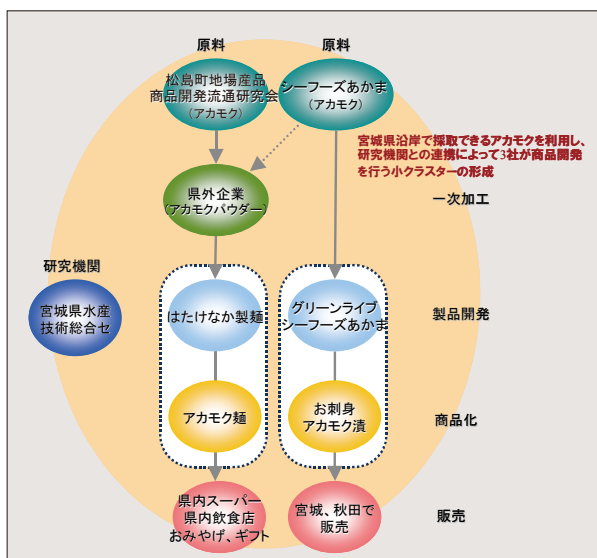 原料
原料
松島町地場産品
商品開発流通研究会
（アカモク）
シーフーズあかま
（アカモク）
宮城県沿岸で採取できるアカモクを利用し、
研究機関との連携によって3社が商品開発
を行う小クラスターの形成
県外企業
（アカモクパウダー）
一次加工
研究機関
宮城県水産
技術総合セ
はたけなか製麺
グリーンライブ
シーフーズあかま
製品開発
アカモク麺
お刺身
アカモク漬
商品化
県内スーパー
県内飲食店
おみやげ、ギフト
宮城、秋田で
販売
販売